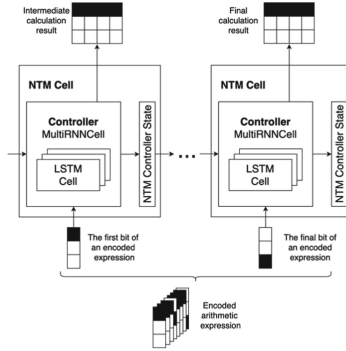 Intermediate
calculation
result
Final
calculation
result
NTM Cell
Controller
MultiRNNCell
LSTM
Cell
NTM Controller State
...
NTM Cell
Controller
MultiRNNCell
LSTM
Cell
NTM Controller State
The first bit of
an encoded
expression
The final bit of
an encoded
expression
Encoded
arithmetic
expression